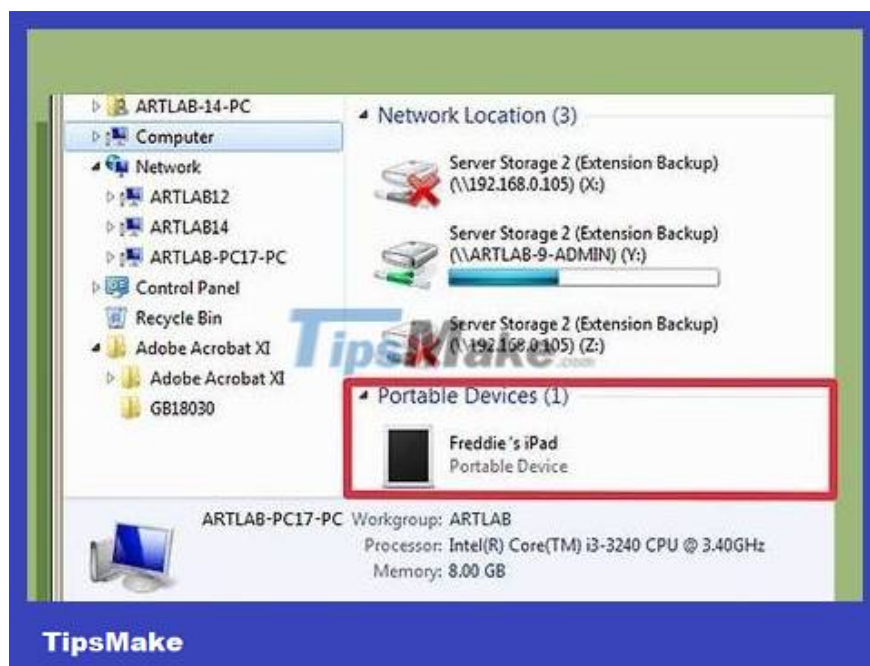 ARTLAB-14-PC
Computer
Network
ARTLAB12
ARTLAB14
ARTLAB-PC17-PC
Control Panel
Recycle Bin
Adobe Acrobat XI
Adobe Acrobat XI
GB18030
Network Location (3)
Server Storage 2 (Extension Backup)
(\\192.168.0.105) (X:)
Server Storage 2 (Extension Backup)
(\\ARTLAB-9-ADMIN) (Y:)
Server Storage 2 (Extension Backup)
(\\192.168.0.105) (Z:)
TipsMake.com
Portable Devices (1)
Freddie's iPad
Portable Device
ARTLAB-PC17-PC Workgroup: ARTLAB
Processor: Intel(R) Core(TM) i3-3240 CPU @ 3.40GHz
Memory: 8.00 GB
TipsMake